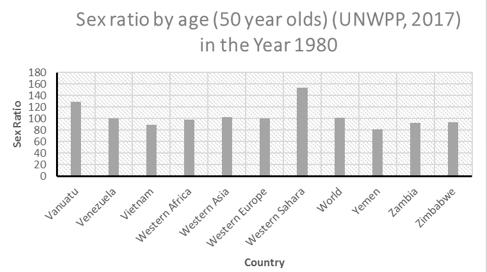 Sex ratio by age (50 year olds) (UNWPP, 2017)
in the Year 1980
Sex Ratio
180
160
140
120
100
80
60
40
20
0
Vanuatu
Venezuela
Vietnam
Western Africa
Western Asia
Western Europe
Western Sahara
World
Yemen
Zambia
Zimbabwe
Country